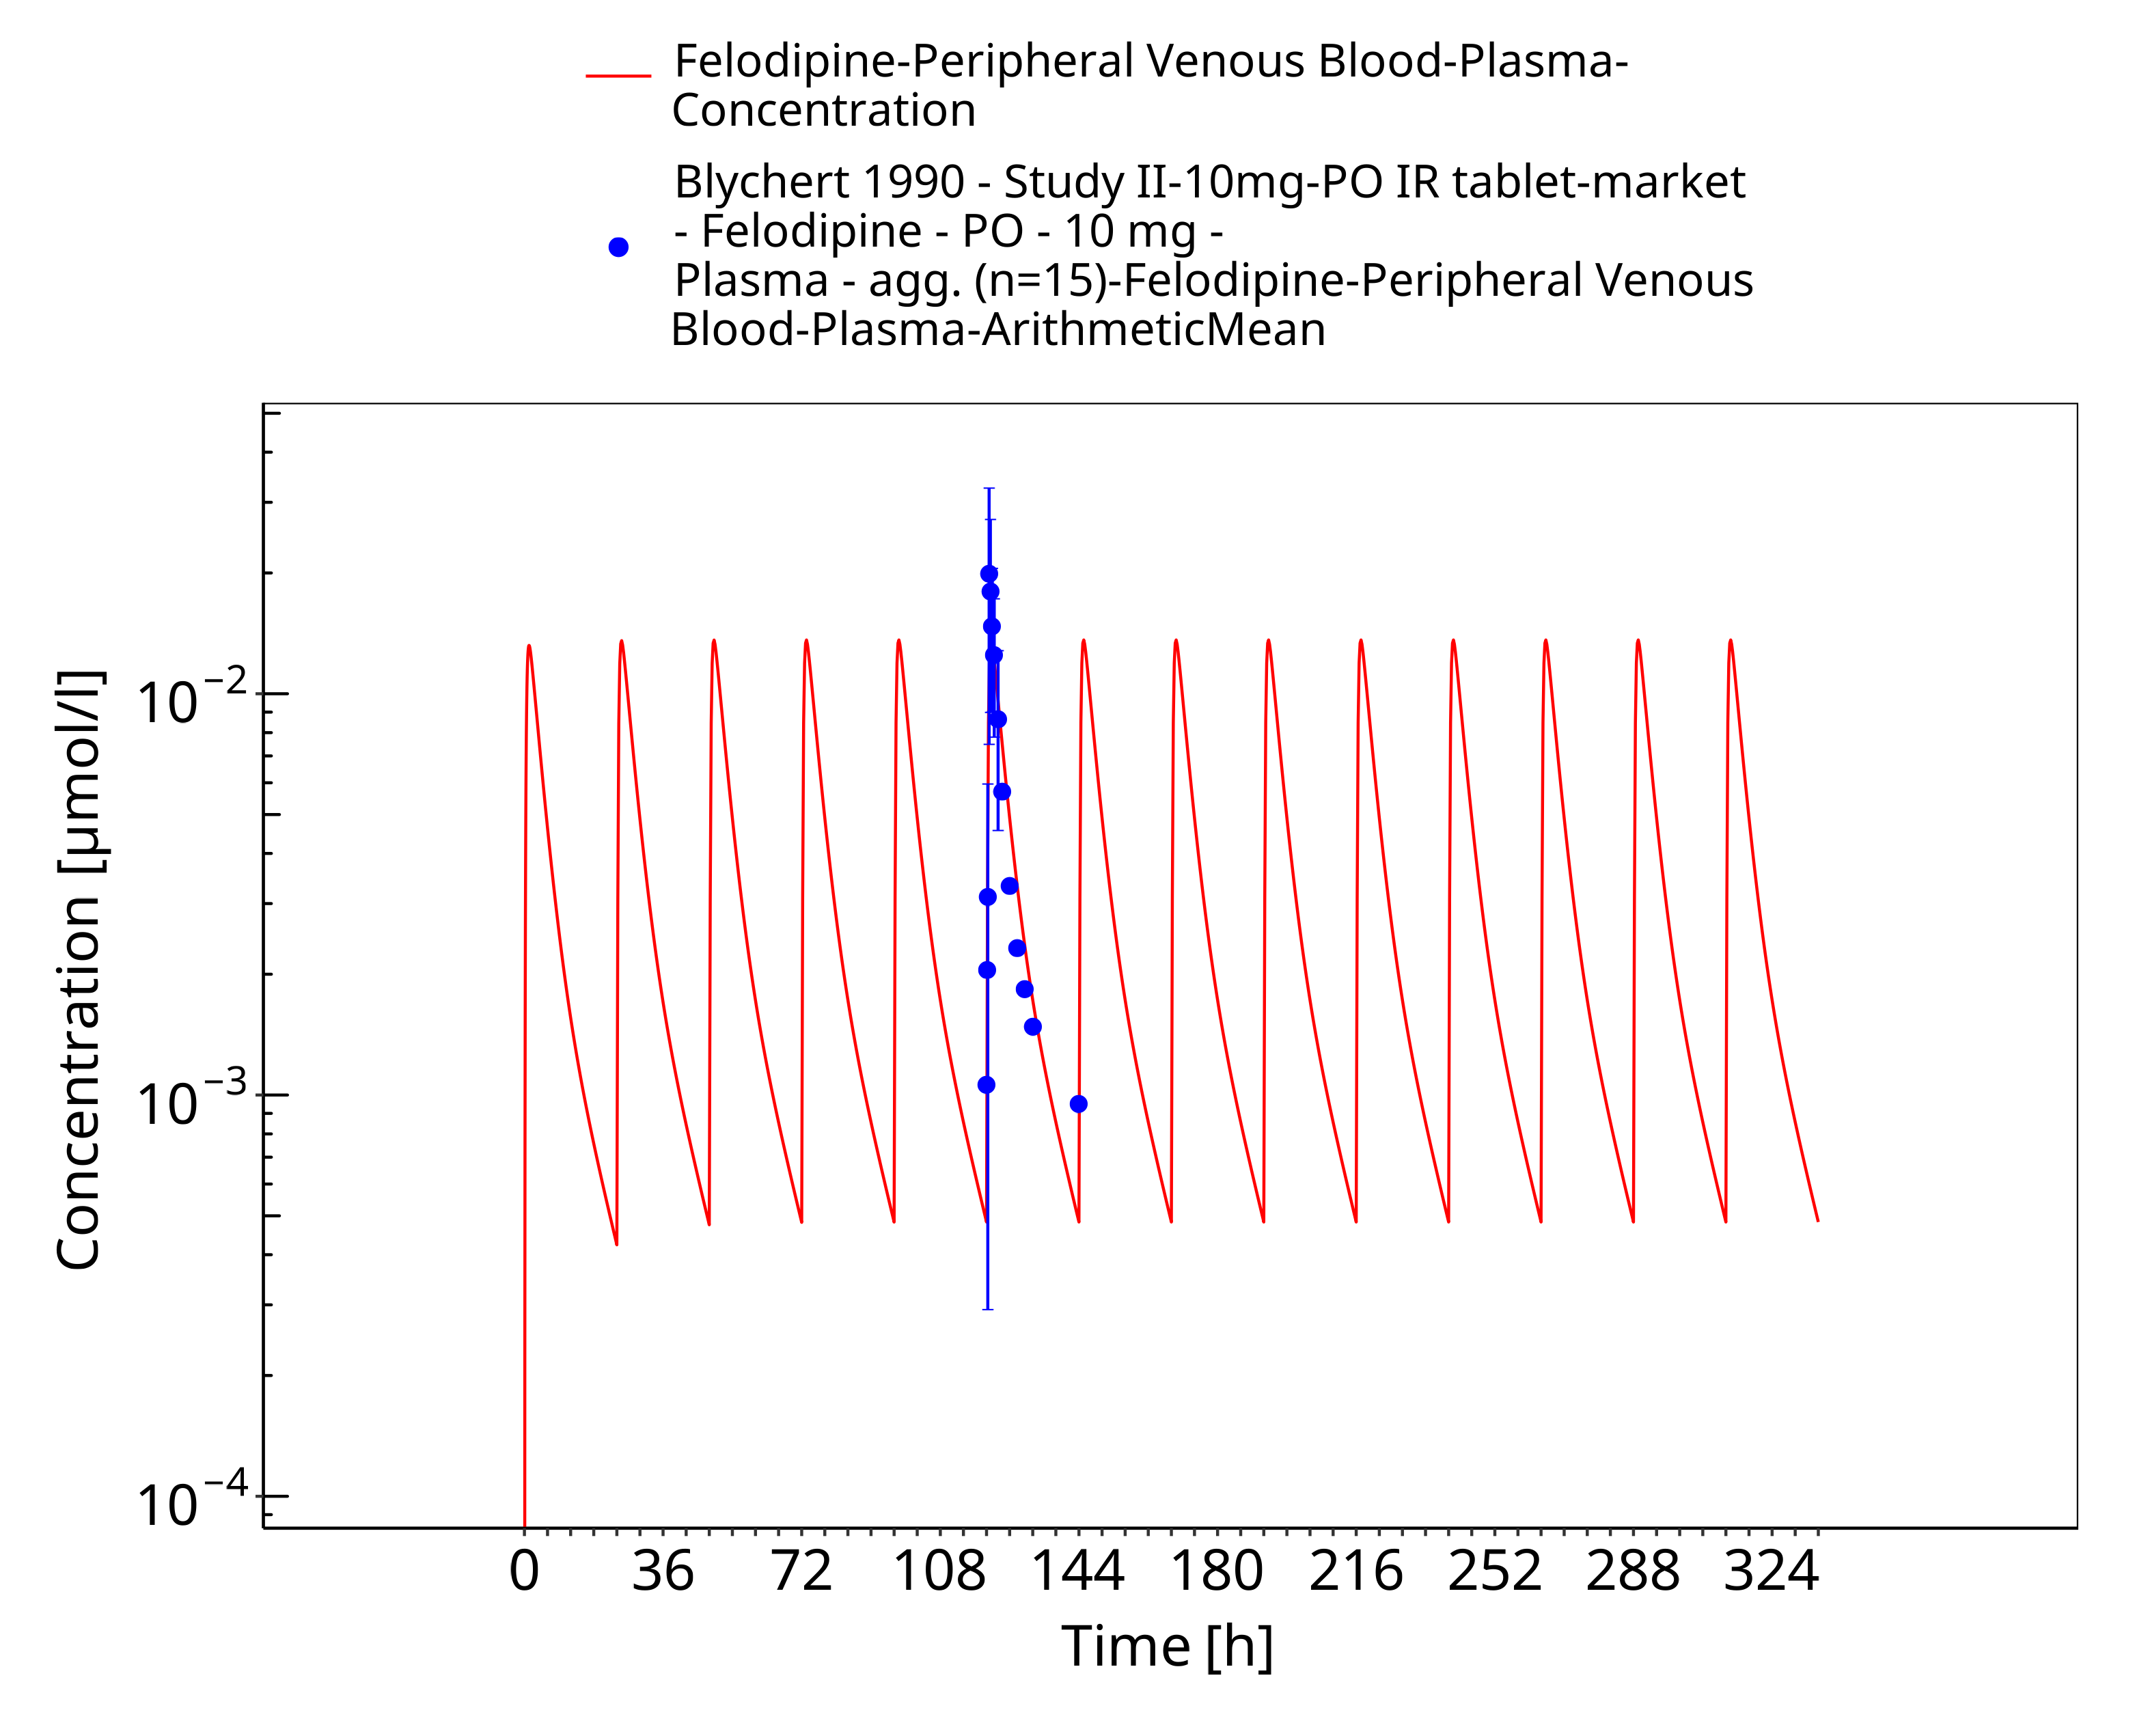 Felodipine-Peripheral Venous Blood-Plasma-
Concentration
Blychert 1990 - Study II-10mg-PO IR tablet-market
- Felodipine - PO - 10 mg -
Plasma - agg. (n=15)-Felodipine-Peripheral Venous
Blood-Plasma-ArithmeticMean
Concentration [µmol/l]
10⁻²
10⁻³
10⁻⁴
0 36 72 108 144 180 216 252 288 324
Time [h]